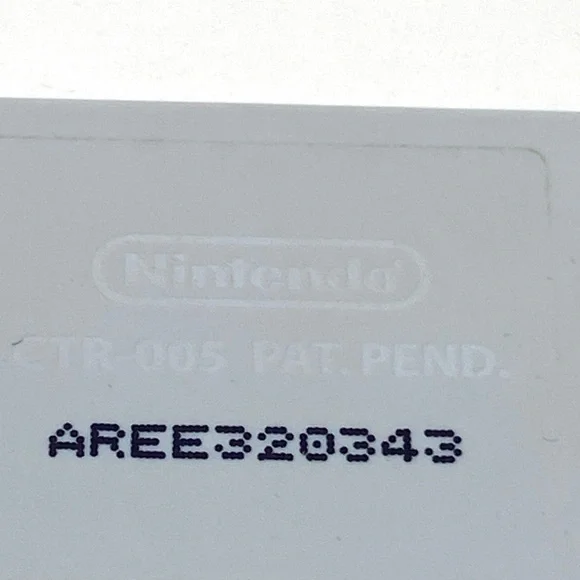 Nintendo®
CTR-005 PAT. PEND.
AREE320343